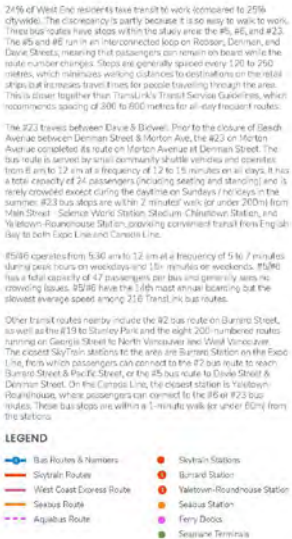 24% of West End residents take transit to work (compared to 25%
citywide). The discrepancy is partly because it is so easy to walk to work.
Three bus routes have stops within the study area: the #5, #6, and #23.
The #5 and #6 run in an interconnected loop on Robson, Denman, and
Davie Streets, meaning that passengers can remain on board while the
route number changes. Stops are generally spaced every 120 to 250
metres, which minimizes walking distances to destinations on the retail
strips but increases travel times for people traveling through the area.
This is closer together than TransLink's Transit Service Guidelines, which
recommends spacing of 300 to 800 metres for all-day frequent routes.
The #23 travels between Davie & Bidwell. Prior to the closure of Beach
Avenue between Denman Street & Morton Ave, the #23 on Morton
Avenue completed its route on Morton Avenue at Denman Street. The
bus route is served by small community shuttle vehicles and operates
from 6 am to 12 am at a frequency of 12 to 15 minutes on all days. It has
a total capacity of 24 passengers (including seating and standing) and is
rarely crowded except during the daytime on Sundays / holidays in the
summer. #23 bus stops are within 2 minutes' walk (or under 200m) from
Main Street - Science World Station, Stadium-Chinatown Station, and
Yaletown-Roundhouse Station, providing convenient transit from English
Bay to both Expo Line and Canada Line.
#5/#6 operates from 5:30 am to 12 am at a frequency of 5 to 7 minutes
during peak hours on weekdays and 10+ minutes on weekends. #5/#6
has a total capacity of 47 passengers per bus and generally sees no
crowding issues. #5/#6 have the 14th most annual boarding but the
slowest average speed among 216 TransLink bus routes.
Other transit routes nearby include the #2 bus route on Burrard Street,
as well as the #19 to Stanley Park and the eight 200-numbered routes
running on Georgia Street to North Vancouver and West Vancouver.
The closest SkyTrain stations to the area are Burrard Station on the Expo
Line, from which passengers can connect to the #2 bus route to reach
Burrard Street & Pacific Street, or the #5 bus route to Davie Street &
Denman Street. On the Canada Line, the closest station is Yaletown-
Roundhouse, where passengers can connect to the #6 or #23 bus
routes. These bus stops are within a 1-minute walk (or under 60m) from
the stations.
LEGEND
Bus Routes & Numbers
Skytrain Routes
West Coast Express Route
Seabus Route
Aquabus Route
Skytrain Stations
Burrard Station
Yaletown-Roundhouse Station
Seabus Station
Ferry Docks
Seaplane Terminals